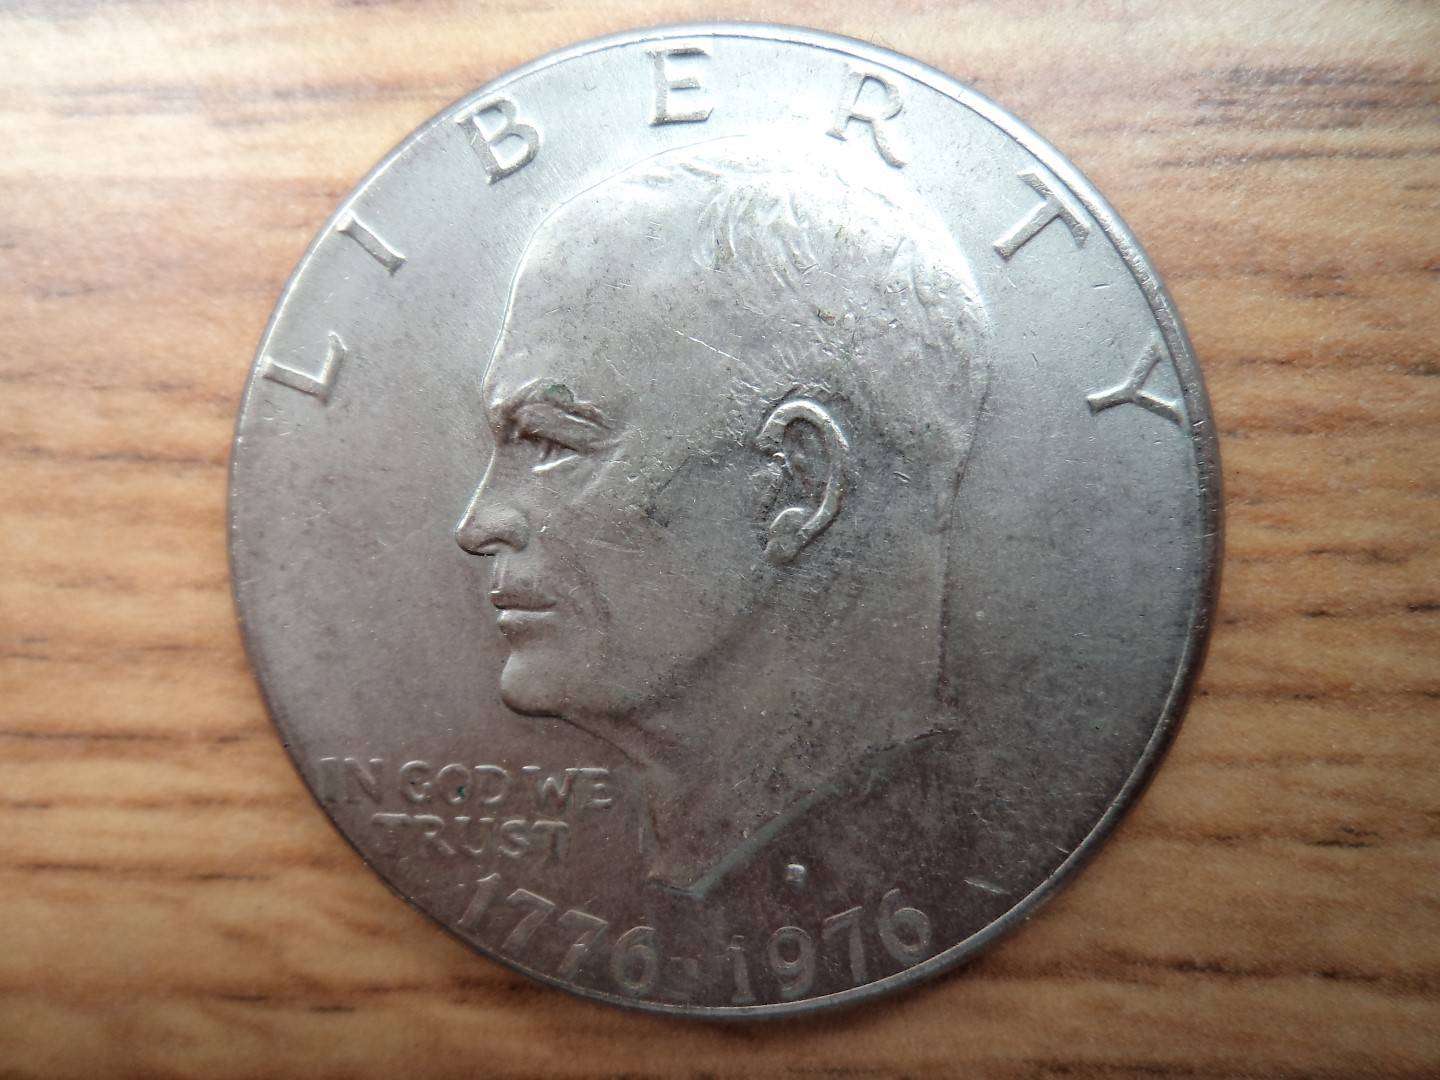 LIBERTY
IN GOD WE
TRUST
D
1776·1976